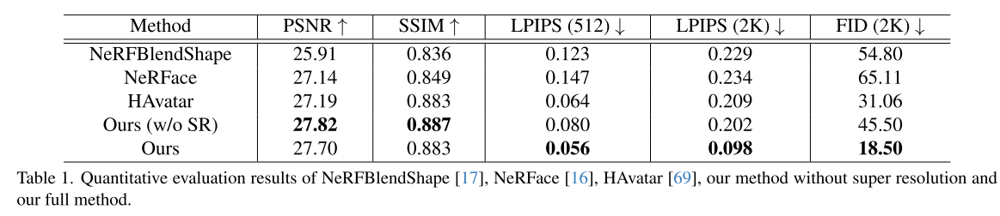 Method PSNR ↑ SSIM ↑ LPIPS (512) ↓ LPIPS (2K) ↓ FID (2K) ↓
NeRFBlendShape 25.91 0.836 0.123 0.229 54.80
NeRFace 27.14 0.849 0.147 0.234 65.11
HAvatar 27.19 0.883 0.064 0.209 31.06
Ours (w/o SR) 27.82 0.887 0.080 0.202 45.50
Ours 27.70 0.883 0.056 0.098 18.50
Table 1. Quantitative evaluation results of NeRFBlendShape [17], NeRFace [16], HAvatar [69], our method without super resolution and
our full method.